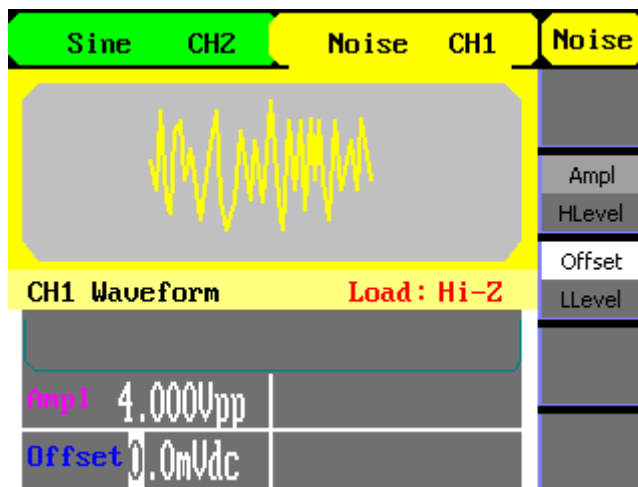 Sine CH2 Noise CH1 Noise
Ampl
HLevel
Offset
LLevel
CH1 Waveform Load: Hi-Z
Ampl 4.000Vpp
Offset 0.0mVdc